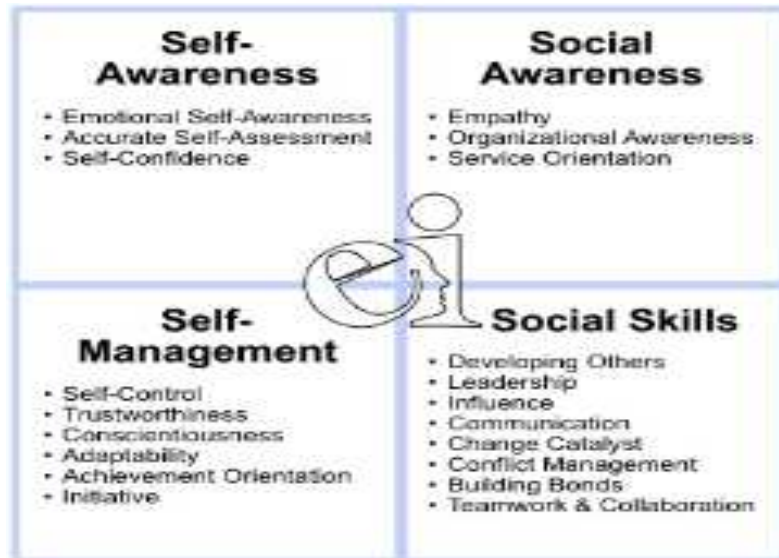 Self-
Awareness
• Emotional Self-Awareness
• Accurate Self-Assessment
• Self-Confidence
Social
Awareness
• Empathy
• Organizational Awareness
• Service Orientation
ei
Self-
Management
• Self-Control
• Trustworthiness
• Conscientiousness
• Adaptability
• Achievement Orientation
• Initiative
Social Skills
• Developing Others
• Leadership
• Influence
• Communication
• Change Catalyst
• Conflict Management
• Building Bonds
• Teamwork & Collaboration